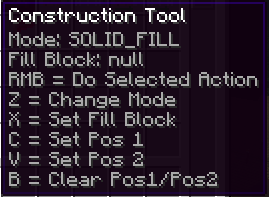 Construction Tool
Mode: SOLID_FILL
Fill Block: null
RMB = Do Selected Action
Z = Change Mode
X = Set Fill Block
C = Set Pos 1
V = Set Pos 2
B = Clear Pos1/Pos2